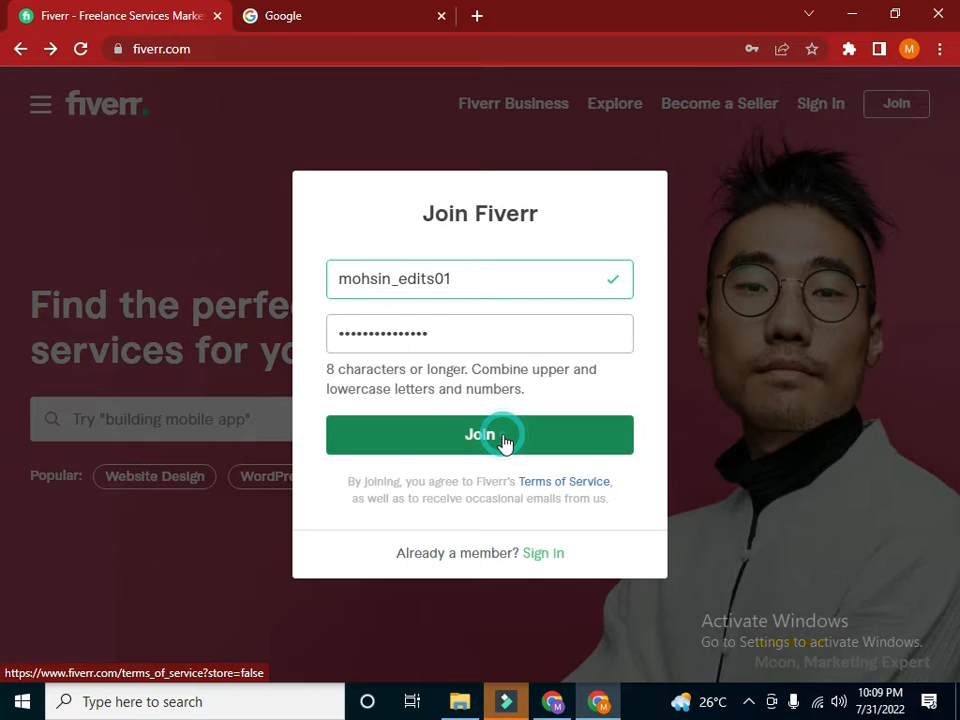 Fiverr - Freelance Services Marke
Google
fiverr.com
M
fiverr.
Fiverr Business
Explore
Become a Seller
Sign In
Join
Join Fiverr
mohsin_edits01
•••••••••••••••
8 characters or longer. Combine upper and
lowercase letters and numbers.
Join
By joining, you agree to Fiverr's Terms of Service,
as well as to receive occasional emails from us.
Already a member? Sign In
Find the perfe
services for yo
Try "building mobile app"
Popular:
Website Design
WordPre
Activate Windows
Go to Settings to activate Windows.
Moon, Marketing Expert
https://www.fiverr.com/terms_of_service?store=false
Type here to search
26°C
10:09 PM
7/31/2022